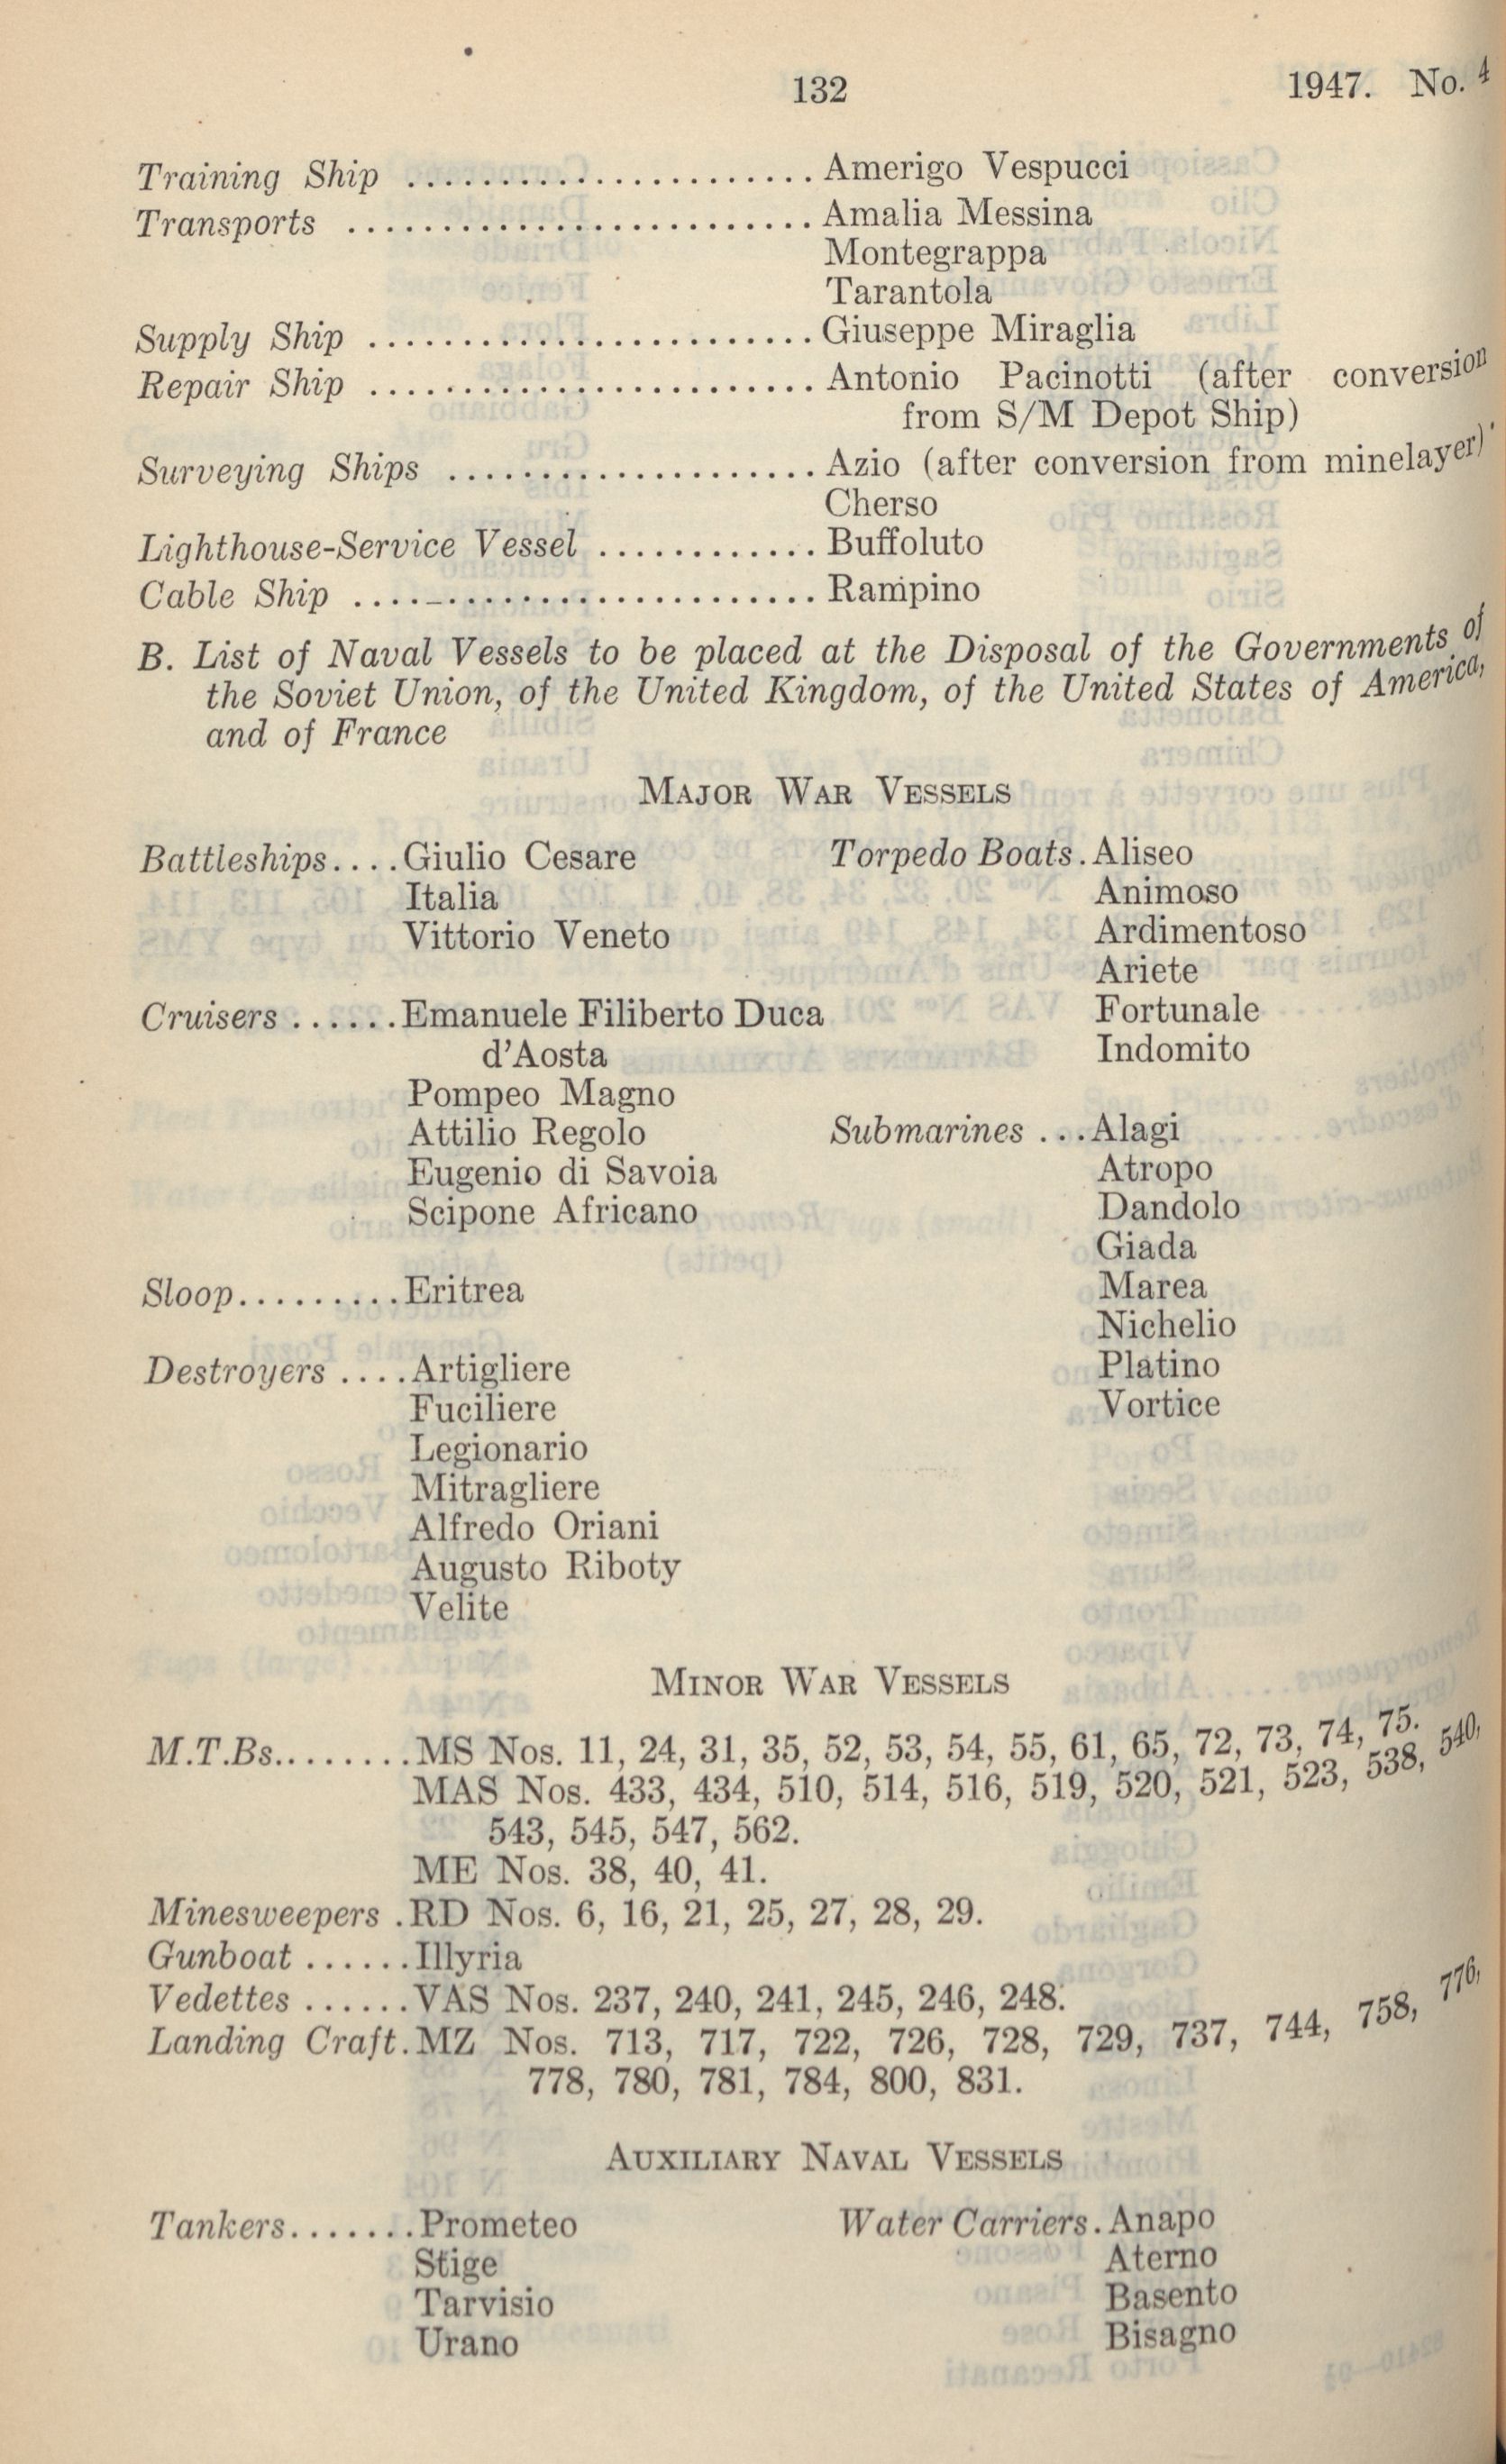 132
1947. No. 4
Training Ship ...................... Amerigo Vespucci
Transports ......................... Amalia Messina
Montegrappa
Tarantola
Supply Ship ........................ Giuseppe Miraglia
Repair Ship ........................ Antonio Pacinotti (after conversion
from S/M Depot Ship)
Surveying Ships .................... Azio (after conversion from minelayer)
Cherso
Lighthouse-Service Vessel ............ Buffoluto
Cable Ship ......................... Rampino
B. List of Naval Vessels to be placed at the Disposal of the Governments of
the Soviet Union, of the United Kingdom, of the United States of America,
and of France
MAJOR WAR VESSELS
Battleships....Giulio Cesare
Italia
Vittorio Veneto
Cruisers ......Emanuele Filiberto Duca
d'Aosta
Pompeo Magno
Attilio Regolo
Eugenio di Savoia
Scipone Africano
Sloop.........Eritrea
Destroyers ....Artigliere
Fuciliere
Legionario
Mitragliere
Alfredo Oriani
Augusto Riboty
Velite
Torpedo Boats.Aliseo
Animoso
Ardimentoso
Ariete
Fortunale
Indomito
Submarines ...Alagi
Atropo
Dandolo
Giada
Marea
Nichelio
Platino
Vortice
MINOR WAR VESSELS
M.T.Bs........MS Nos. 11, 24, 31, 35, 52, 53, 54, 55, 61, 65, 72, 73, 74, 75.
MAS Nos. 433, 434, 510, 514, 516, 519, 520, 521, 523, 538, 540,
543, 545, 547, 562.
ME Nos. 38, 40, 41.
Minesweepers .RD Nos. 6, 16, 21, 25, 27, 28, 29.
Gunboat ......Illyria
Vedettes ......VAS Nos. 237, 240, 241, 245, 246, 248.
Landing Craft.MZ Nos. 713, 717, 722, 726, 728, 729, 737, 744, 758, 776,
778, 780, 781, 784, 800, 831.
AUXILIARY NAVAL VESSELS
Tankers.......Prometeo
Stige
Tarvisio
Urano
Water Carriers.Anapo
Aterno
Basento
Bisagno